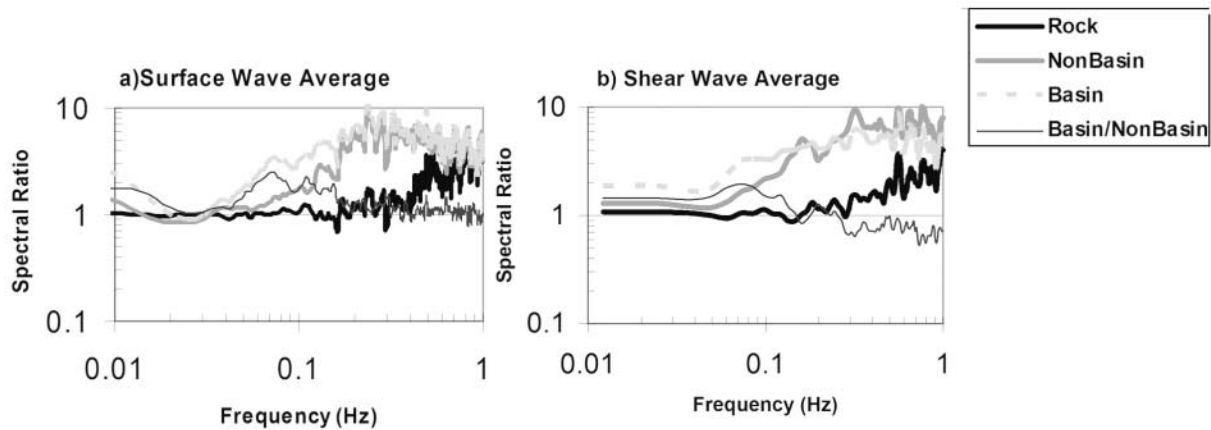 a)Surface Wave Average
Spectral Ratio
10
1
0.1
0.01
0.1
1
Frequency (Hz)
b) Shear Wave Average
Spectral Ratio
10
1
0.1
0.01
0.1
1
Frequency (Hz)
Rock
NonBasin
Basin
Basin/NonBasin